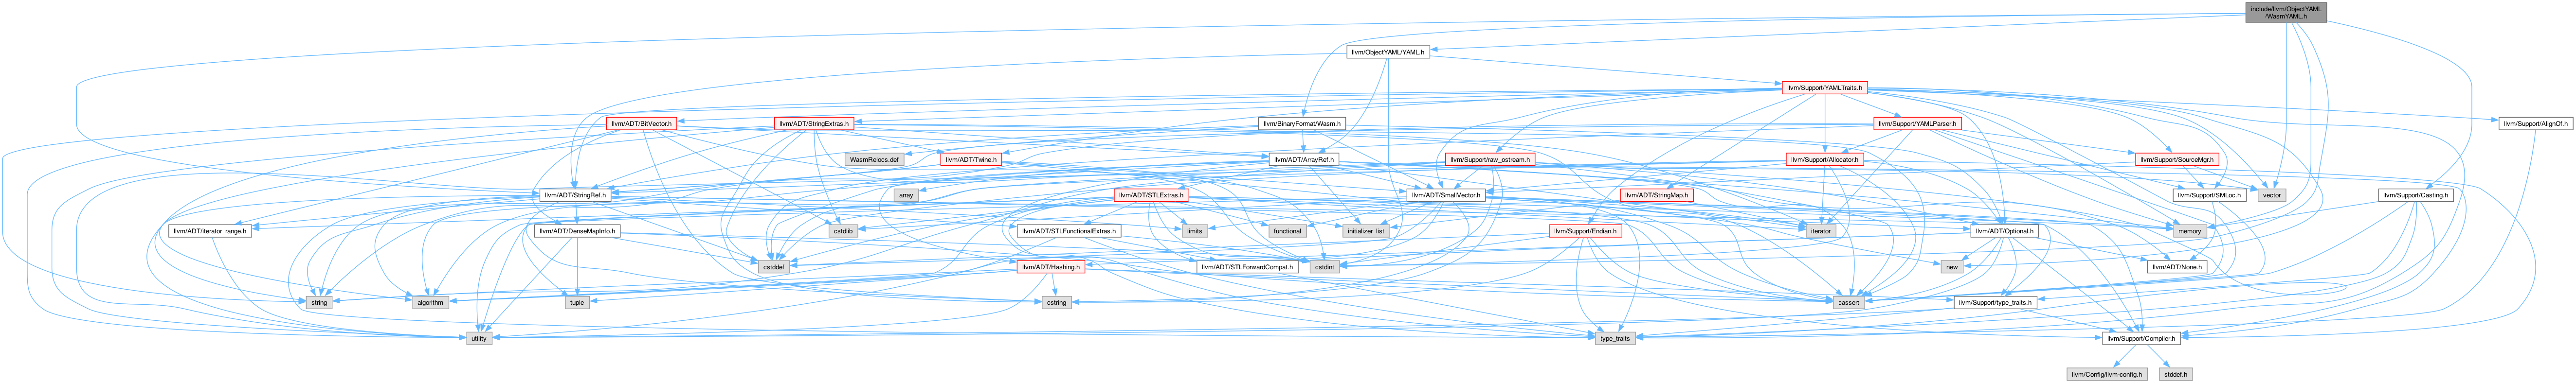 include/llvm/ObjectYAML
/WasmYAML.h
llvm/ObjectYAML/YAML.h
llvm/Support/YAMLTraits.h
llvm/ADT/BitVector.h
llvm/ADT/StringExtras.h
llvm/BinaryFormat/Wasm.h
llvm/Support/YAMLParser.h
llvm/Support/AlignOf.h
WasmRelocs.def
llvm/ADT/Twine.h
llvm/ADT/ArrayRef.h
llvm/Support/raw_ostream.h
llvm/Support/Allocator.h
llvm/Support/SourceMgr.h
llvm/ADT/StringRef.h
array
llvm/ADT/STLExtras.h
llvm/ADT/SmallVector.h
llvm/ADT/StringMap.h
llvm/Support/SMLoc.h
vector
llvm/Support/Casting.h
llvm/ADT/iterator_range.h
llvm/ADT/DenseMapInfo.h
cstdlib
llvm/ADT/STLFunctionalExtras.h
limits
functional
initializer_list
llvm/Support/Endian.h
iterator
llvm/ADT/Optional.h
memory
cstddef
llvm/ADT/Hashing.h
llvm/ADT/STLForwardCompat.h
cstdint
new
llvm/ADT/None.h
string
algorithm
tuple
cstring
cassert
llvm/Support/type_traits.h
utility
type_traits
llvm/Support/Compiler.h
llvm/Config/llvm-config.h
stddef.h